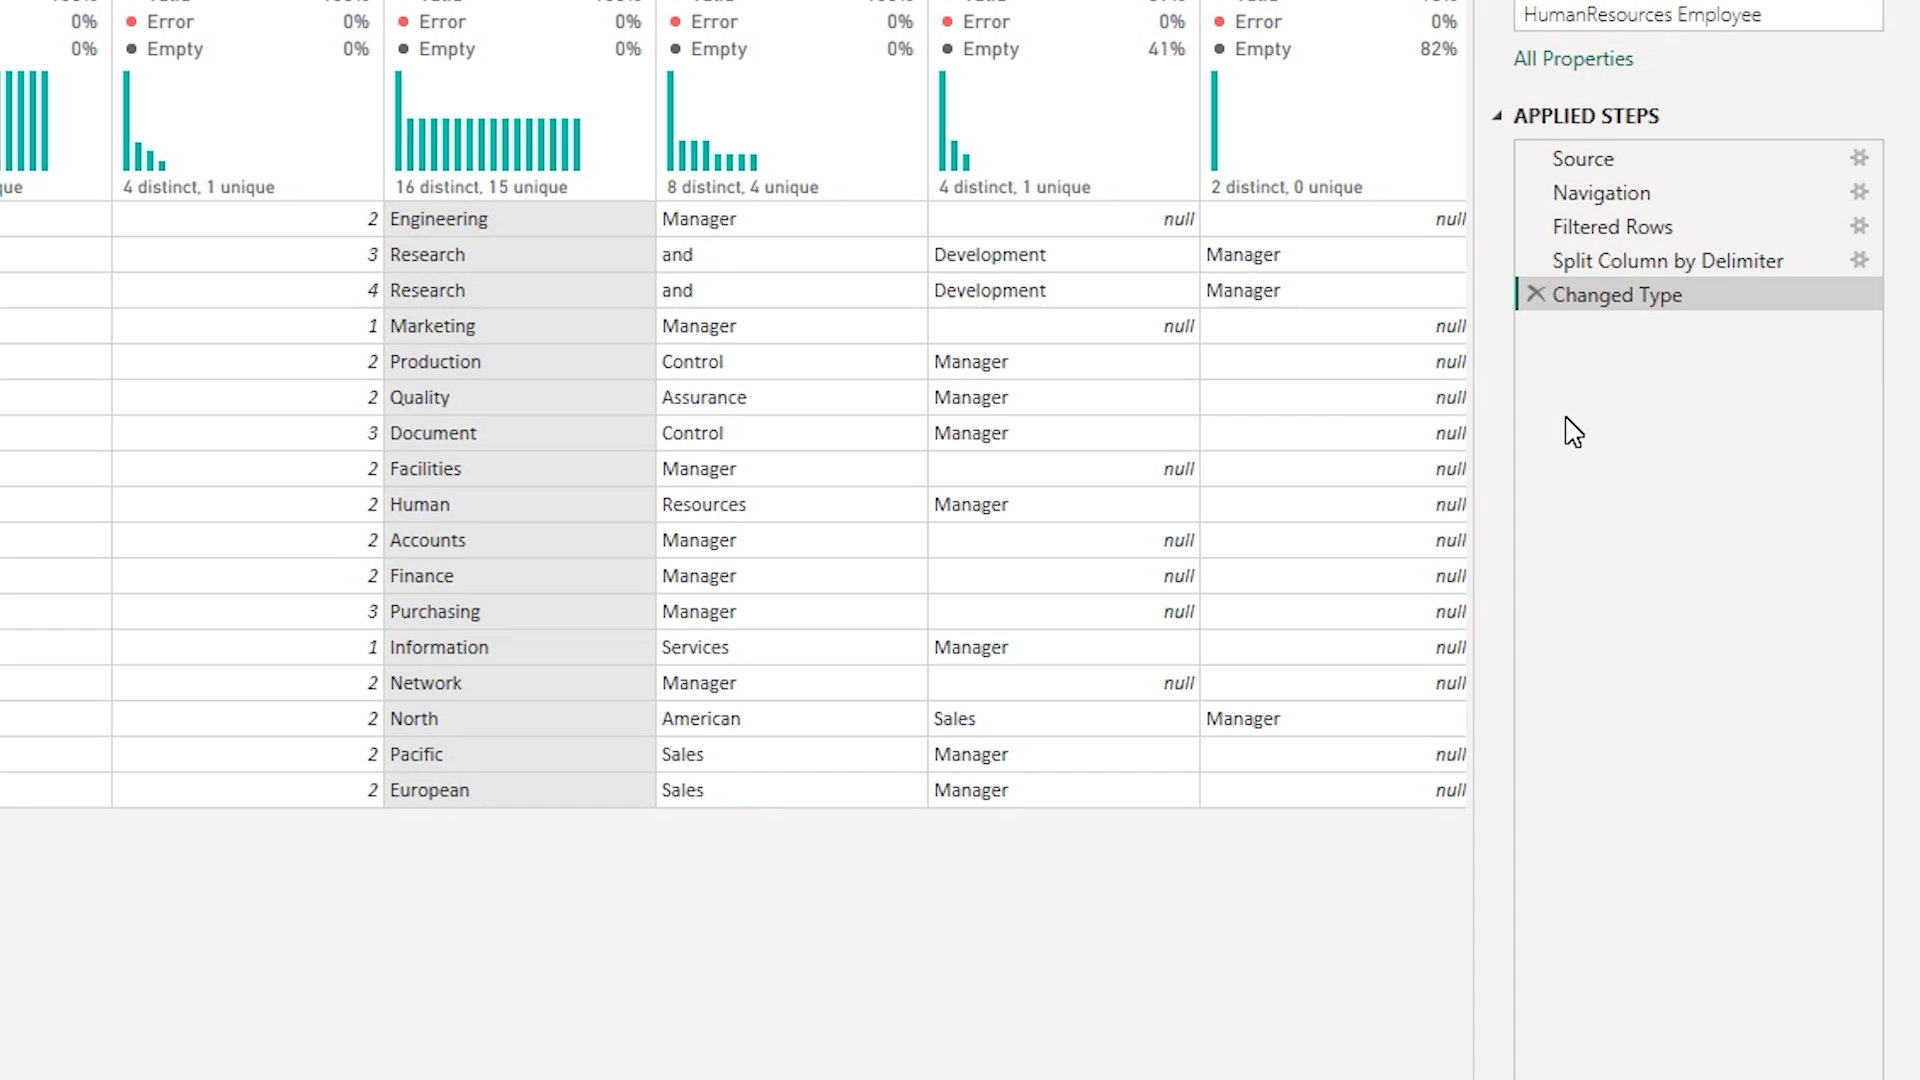 0% Error 0% Error 0% Error 0% Error 0% Error 0%
0% Empty 0% Empty 0% Empty 0% Empty 41% Empty 82%
que 4 distinct, 1 unique 16 distinct, 15 unique 8 distinct, 4 unique 4 distinct, 1 unique 2 distinct, 0 unique
2 Engineering Manager null null
3 Research and Development Manager
4 Research and Development Manager
1 Marketing Manager null null
2 Production Control Manager null
2 Quality Assurance Manager null
3 Document Control Manager null
2 Facilities Manager null null
2 Human Resources Manager null
2 Accounts Manager null null
2 Finance Manager null null
3 Purchasing Manager null null
1 Information Services Manager null
2 Network Manager null null
2 North American Sales Manager
2 Pacific Sales Manager null
2 European Sales Manager null
HumanResources Employee
All Properties
APPLIED STEPS
Source
Navigation
Filtered Rows
Split Column by Delimiter
Changed Type